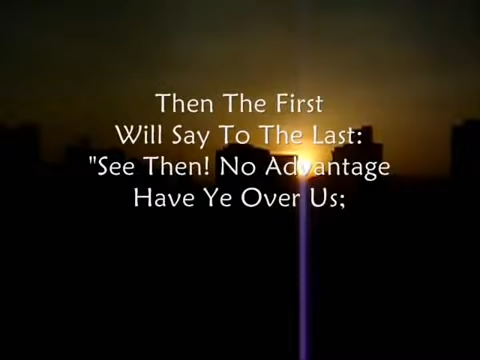 Then The First
Will Say To The Last:
"See Then! No Advantage
Have Ye Over Us;